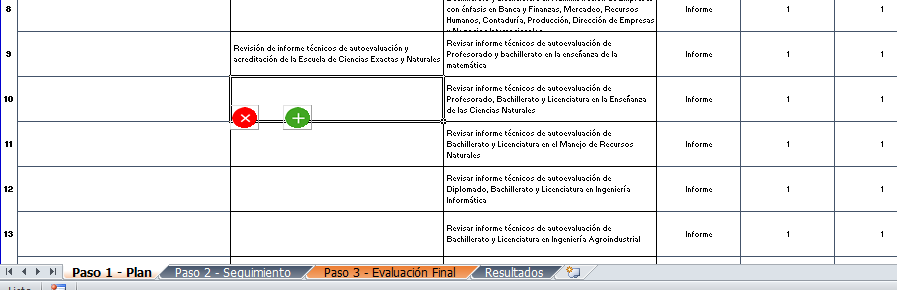 8
con énfasis en Banca y Finanzas, Mercadeo, Recursos
Humanos, Contaduría, Producción, Dirección de Empresas
Informe 1 1
9
Revisión de informe técnicos de autoevaluación y
acreditación de la Escuela de Ciencias Exactas y Naturales
Revisar informe técnicos de autoevaluación de
Profesorado y bachillerato en la enseñanza de la
matemática
Informe 1 1
10
Revisar informe técnicos de autoevaluación de
Profesorado, Bachillerato y Licenciatura en la Enseñanza
de las Ciencias Naturales
Informe 1 1
11
Revisar informe técnicos de autoevaluación de
Bachillerato y Licenciatura en el Manejo de Recursos
Naturales
Informe 1 1
12
Revisar informe técnicos de autoevaluación de
Diplomado, Bachillerato y Licenciatura en Ingeniería
Informática
Informe 1 1
13
Revisar informe técnicos de autoevaluación de
Bachillerato y Licenciatura en Ingeniería Agroindustrial
Informe 1 1
Paso 1 - Plan Paso 2 - Seguimiento Paso 3 - Evaluación Final Resultados